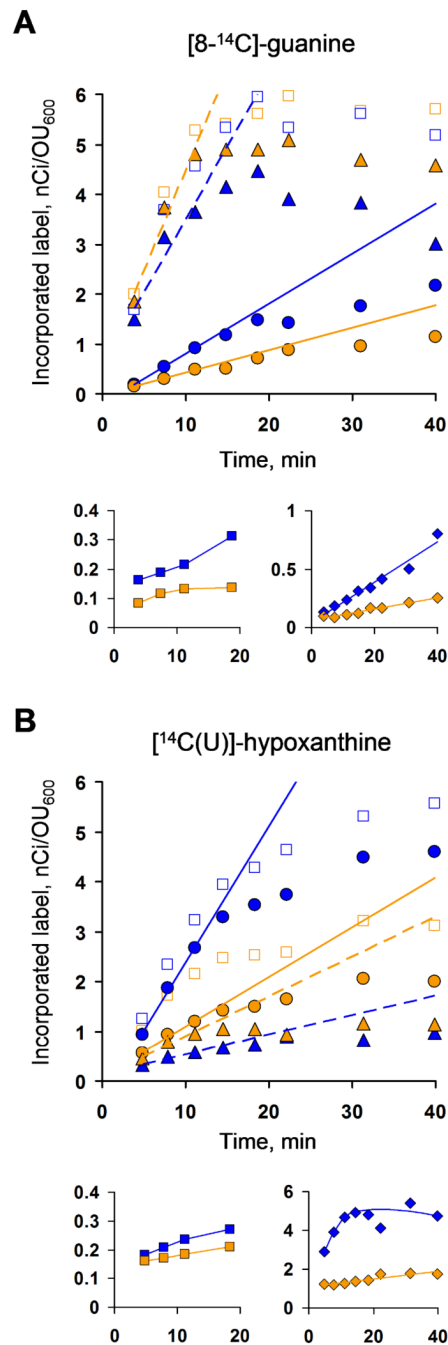 A
[8-¹⁴C]-guanine
Incorporated label, nCi/OU₆₀₀
6
5
4
3
2
1
0
0 10 20 30 40
Time, min
0.4
0.3
0.2
0.1
0
0 10 20
1
0.5
0
0 20 40
B
[¹⁴C(U)]-hypoxanthine
Incorporated label, nCi/OU₆₀₀
6
5
4
3
2
1
0
0 10 20 30 40
Time, min
0.4
0.3
0.2
0.1
0
0 10 20
6
4
2
0
0 20 40